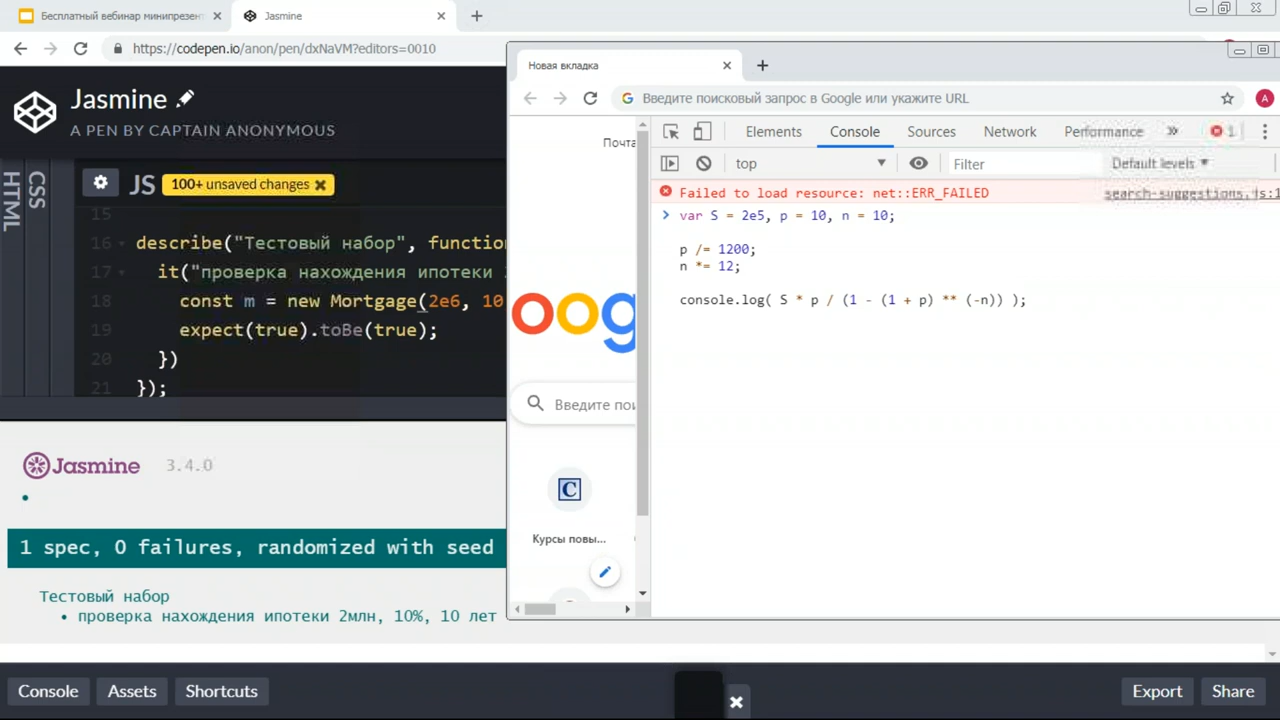 Бесплатный вебинар минипрезент
Jasmine
https://codepen.io/anon/pen/dxNaVM?editors=0010
Jasmine
A PEN BY CAPTAIN ANONYMOUS
HTML
CSS
JS
100+ unsaved changes
15
16 describe("Тестовый набор", function
17 it("проверка нахождения ипотеки
18 const m = new Mortgage(2e6, 10
19 expect(true).toBe(true);
20 })
21 });
Jasmine 3.4.0
1 spec, 0 failures, randomized with seed
Тестовый набор
• проверка нахождения ипотеки 2млн, 10%, 10 лет
Console
Assets
Shortcuts
Export
Share
Новая вкладка
Введите поисковый запрос в Google или укажите URL
A
Почта
oog
Введите пои
C
Курсы повы...
Elements
Console
Sources
Network
Performance
1
top
Filter
Default levels
Failed to load resource: net::ERR_FAILED
search-suggestions.js:1
var S = 2e5, p = 10, n = 10;
p /= 1200;
n *= 12;
console.log( S * p / (1 - (1 + p) ** (-n)) );